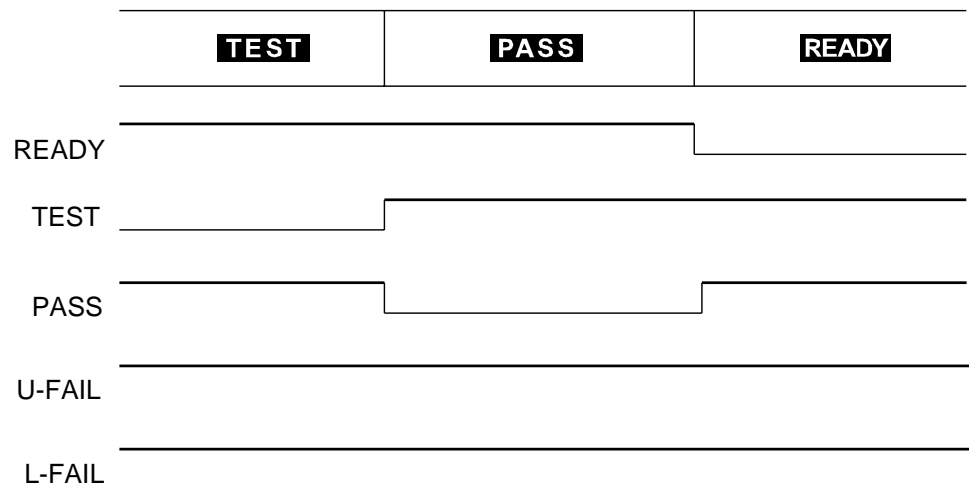 TEST PASS READY
READY
TEST
PASS
U-FAIL
L-FAIL